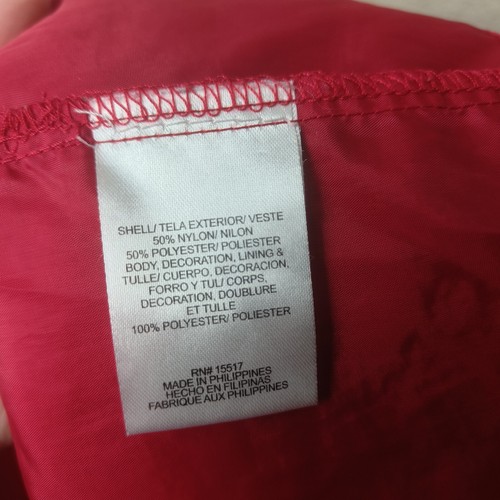 SHELL/ TELA EXTERIOR/ VESTE
50% NYLON/ NILON
50% POLYESTER/ POLIESTER
BODY, DECORATION, LINING &
TULLE/ CUERPO, DECORACION,
FORRO Y TUL/ CORPS,
DECORATION, DOUBLURE
ET TULLE
100% POLYESTER/ POLIESTER
RN# 15517
MADE IN PHILIPPINES
HECHO EN FILIPINAS
FABRIQUE AUX PHILIPPINES